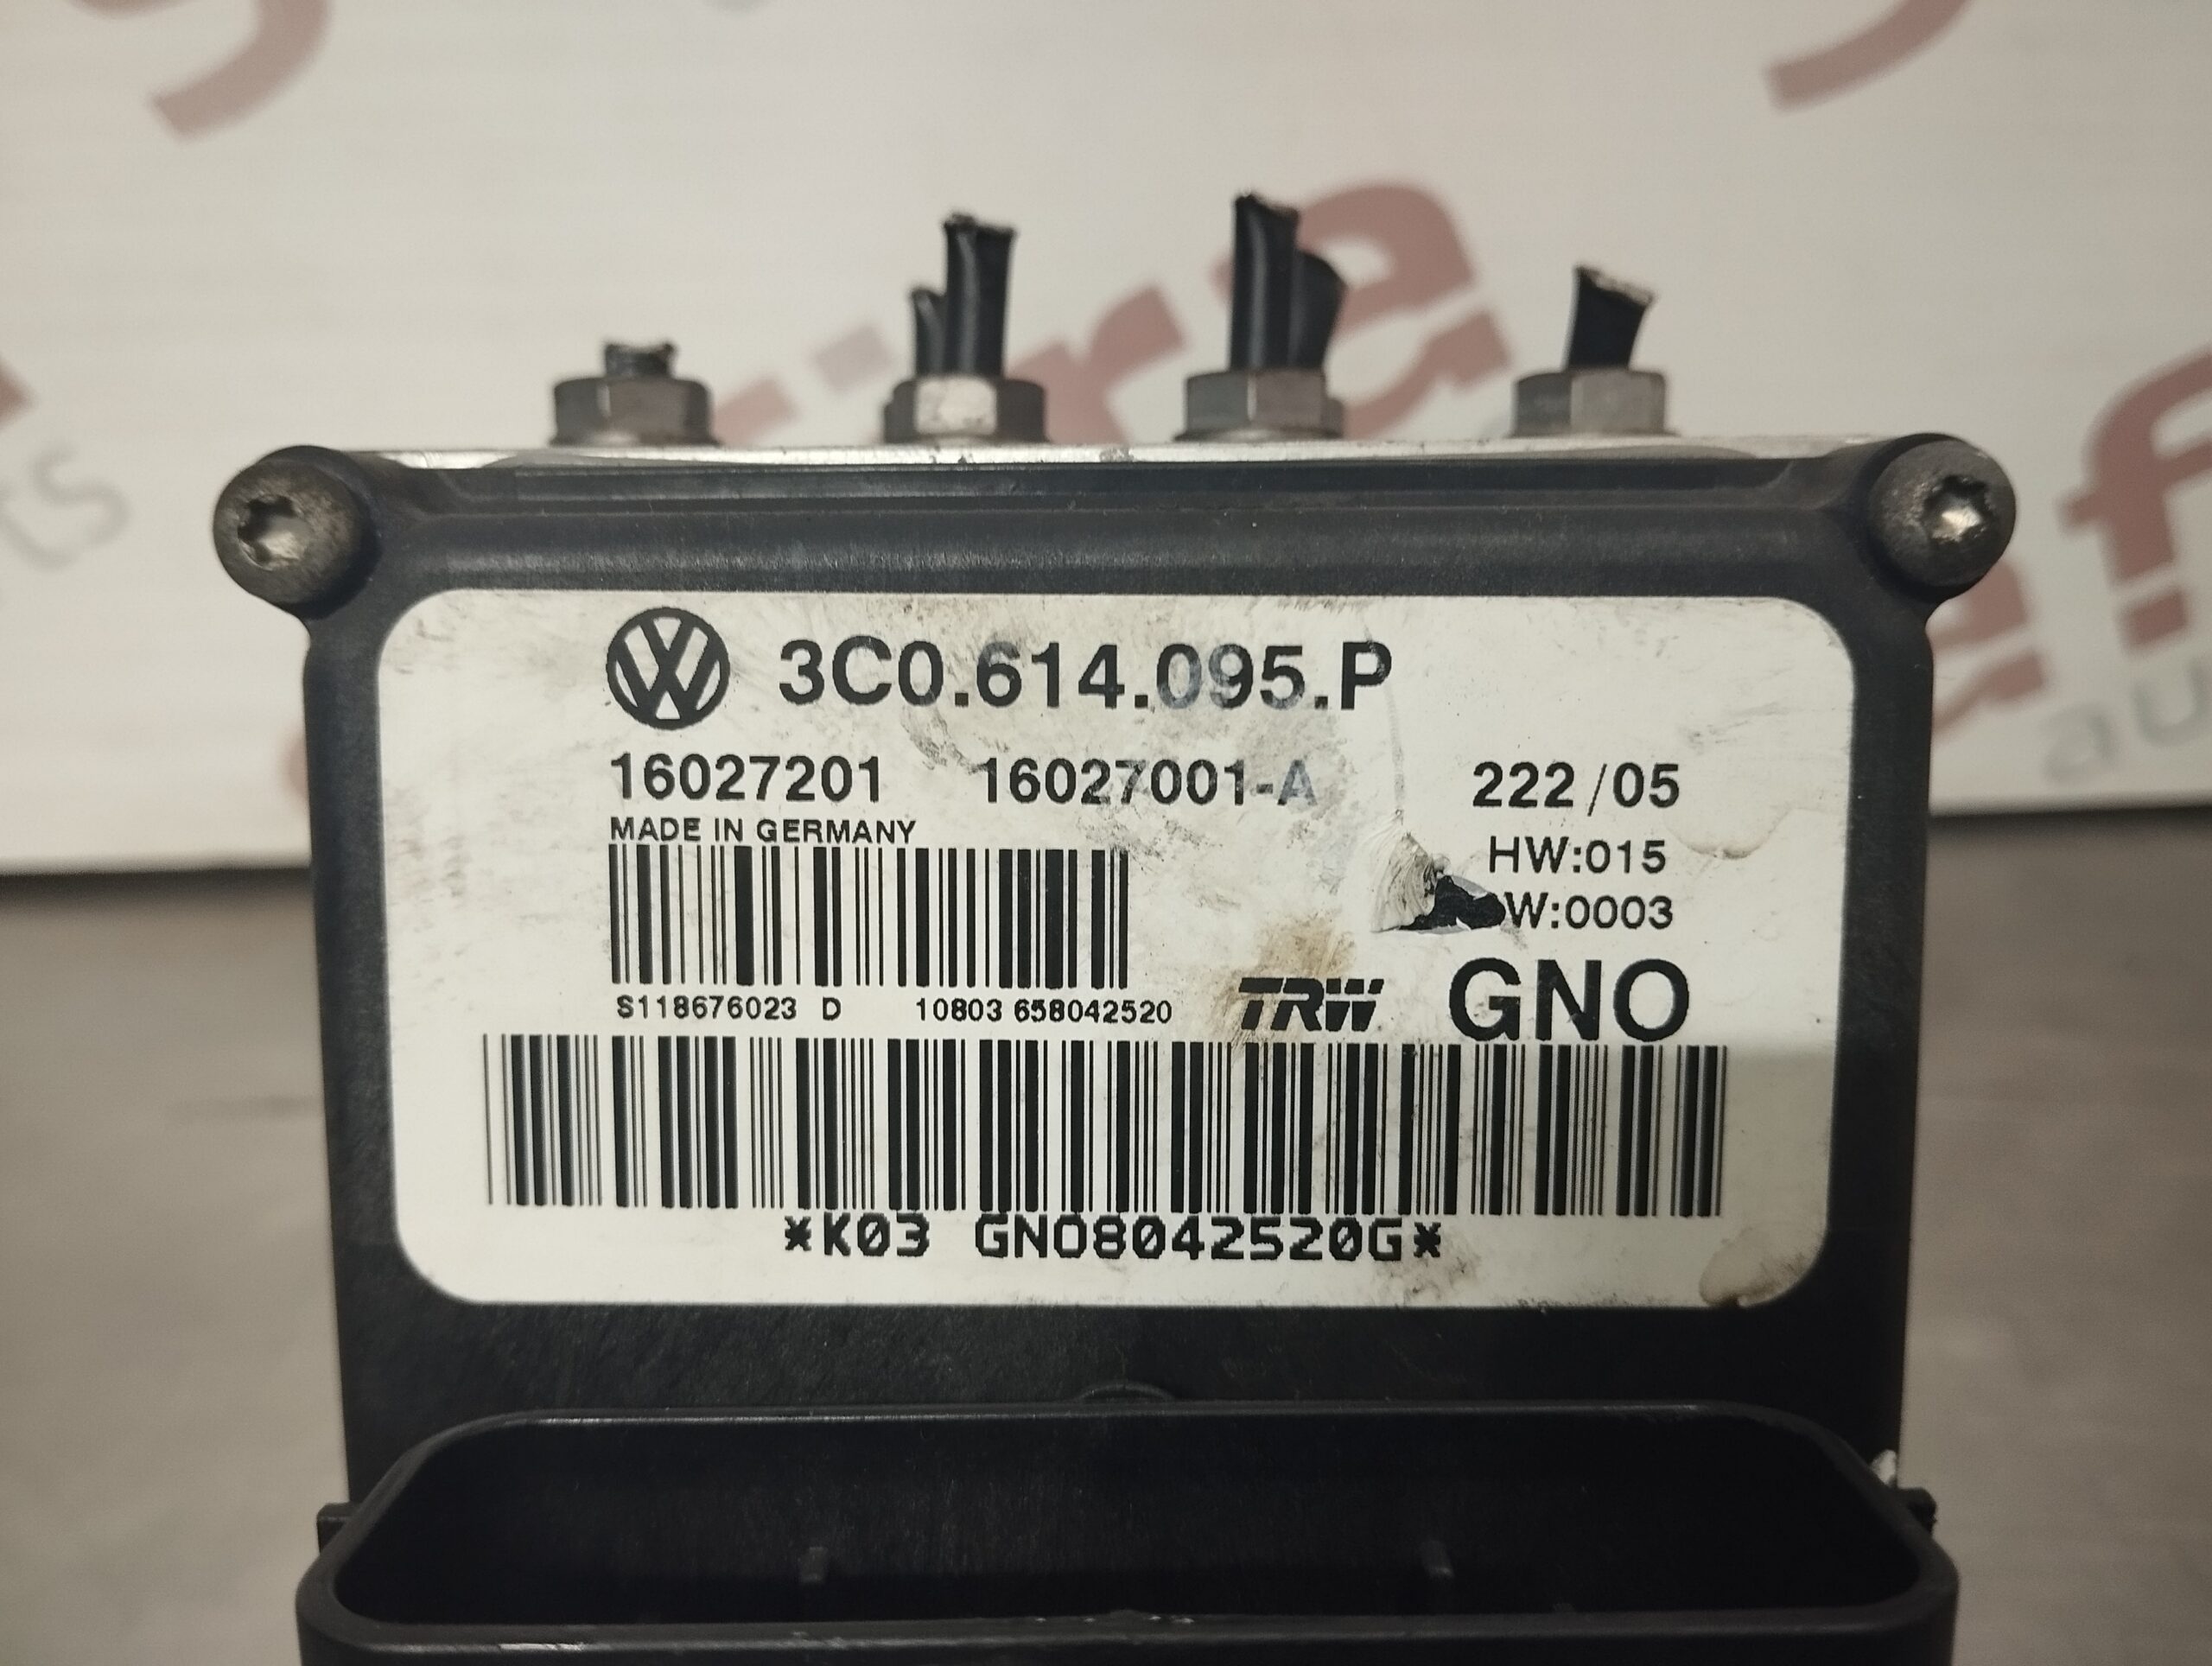 3C0.614.095.P
16027201 16027001-A 222/05
MADE IN GERMANY
HW:015
W:0003
S118676023 D 10803 658042520
TRW GNO
*K03 GNO8042520G*